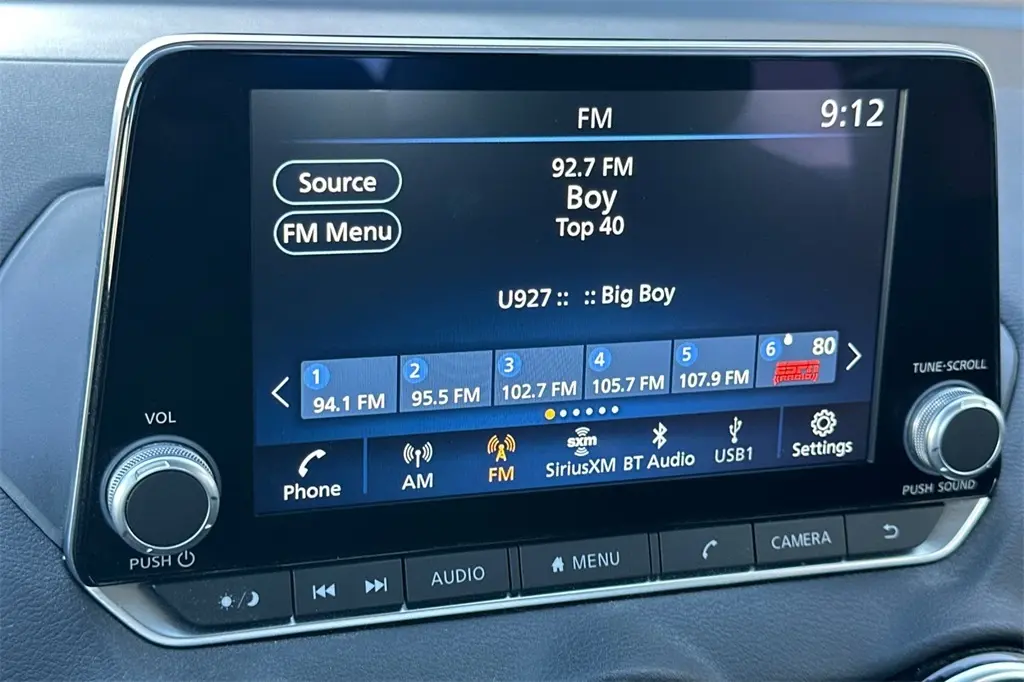 FM 9:12
Source
FM Menu
92.7 FM
Boy
Top 40
U927 :: :: Big Boy
1 94.1 FM
2 95.5 FM
3 102.7 FM
4 105.7 FM
5 107.9 FM
6 80
Phone
AM
FM
sxm
SiriusXM
BT Audio
USB1
Settings
VOL
PUSH
TUNE·SCROLL
PUSH SOUND
AUDIO
MENU
CAMERA